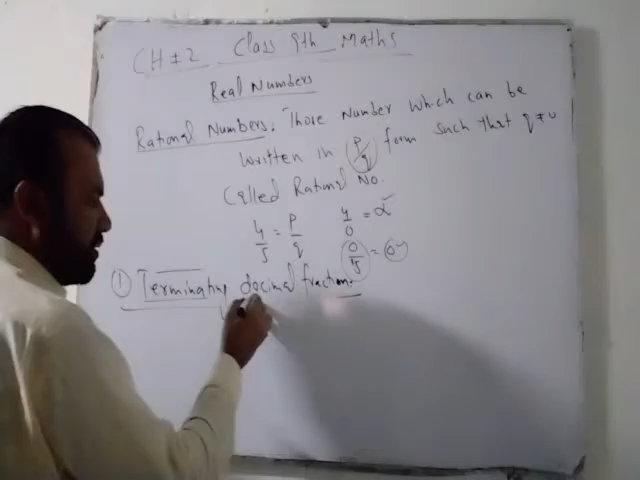 CH # 2 Class 9th Maths
Real Numbers
Rational Numbers. Those Number which can be
written in P/q form such that q ≠ 0
Called Rational No.
4/5 = P/q 4/0 = α
0/5 = 0
① Terminating decimal fraction.